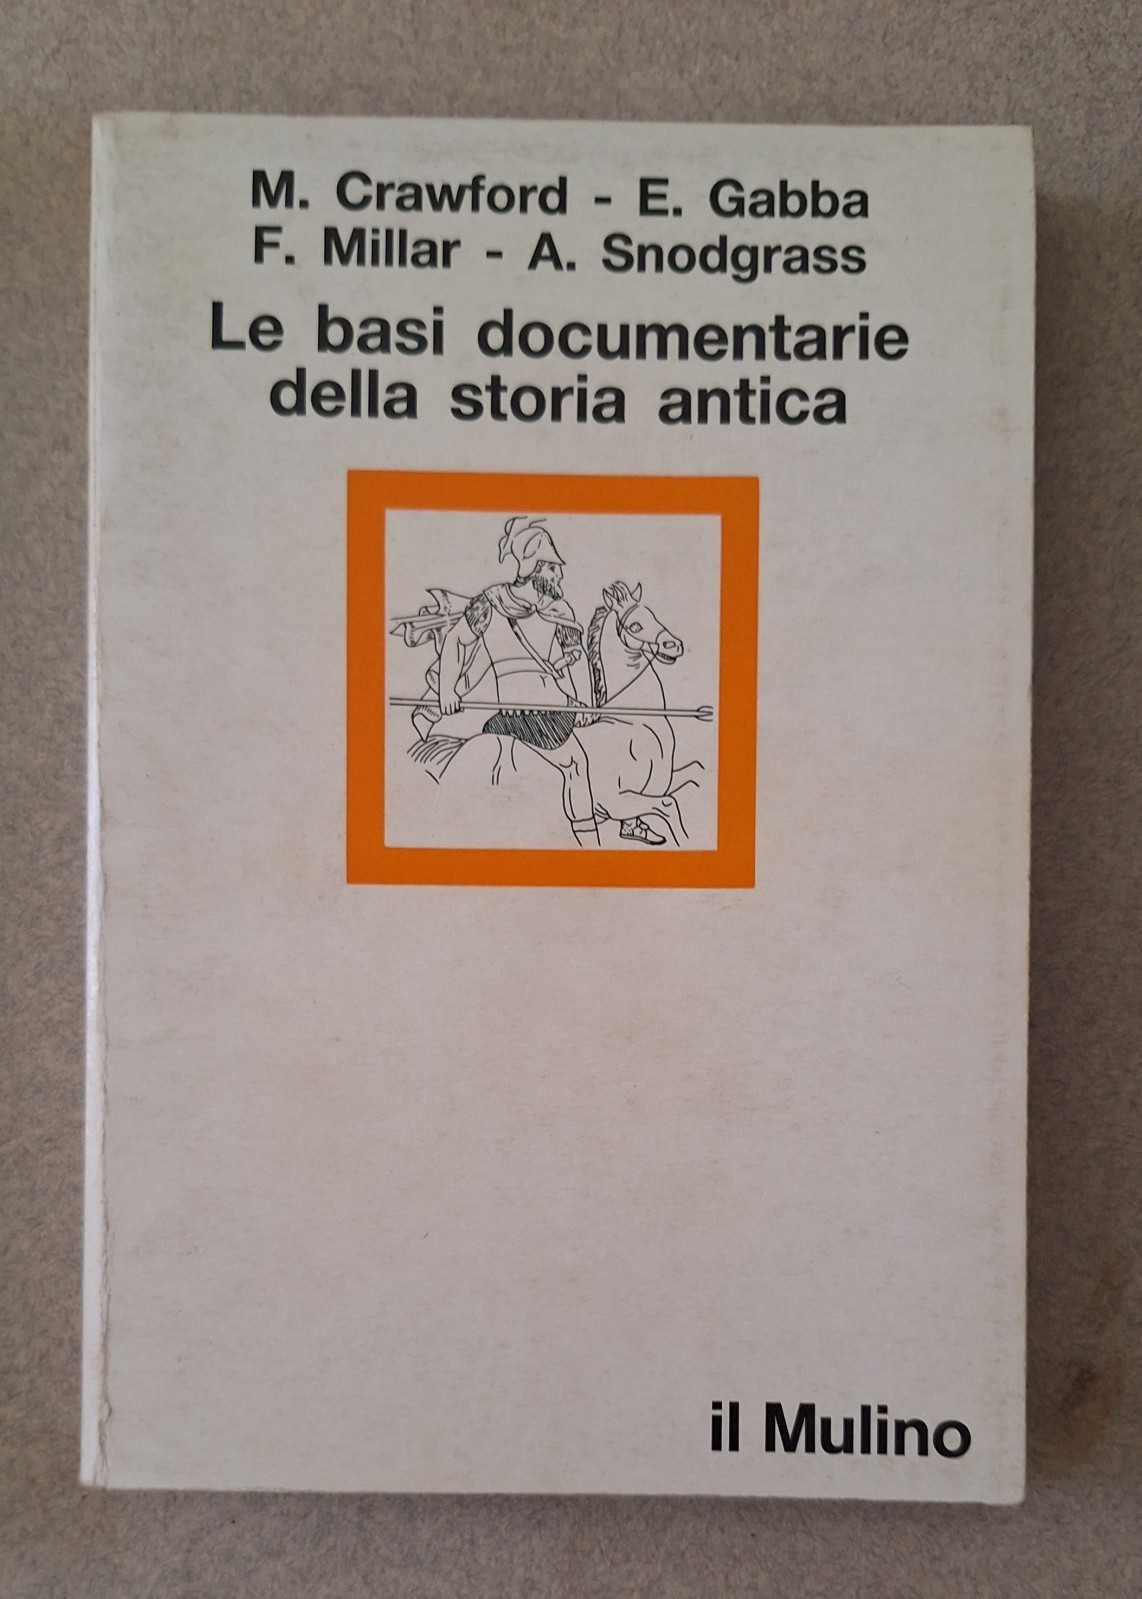 M. Crawford - E. Gabba
F. Millar - A. Snodgrass
Le basi documentarie
della storia antica
il Mulino